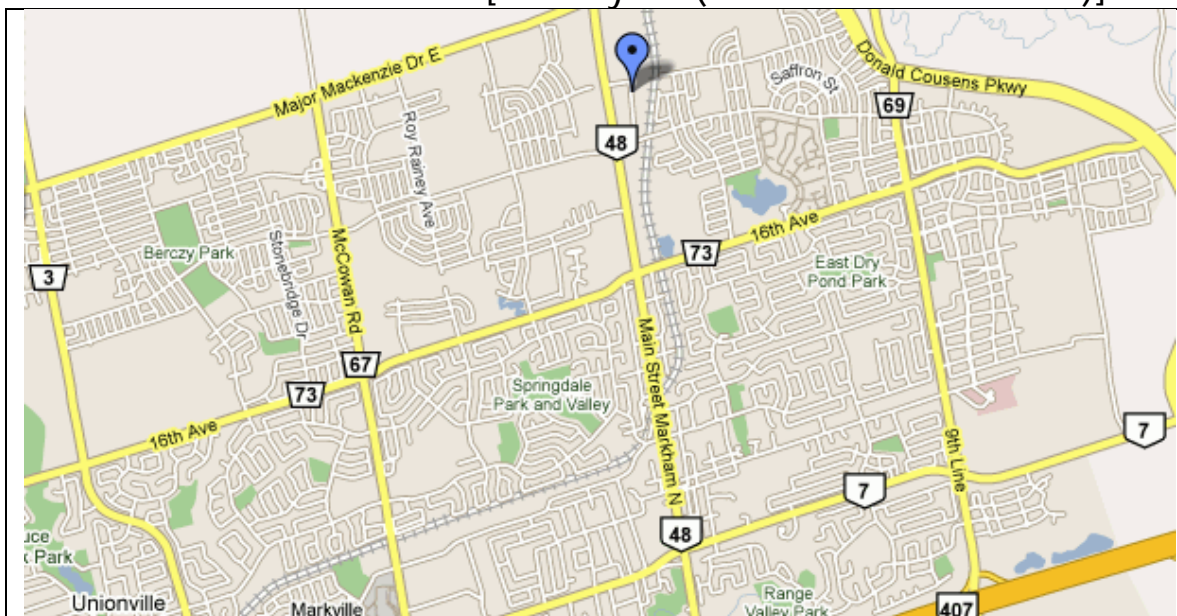 Major Mackenzie Dr E
Donald Cousens Pkwy
Saffron St
69
48
Roy Rainey Ave
16th Ave
73
Berczy Park
Stonebridge Dr
McCowan Rd
3
East Dry
Pond Park
67
73
Main Street Markham N
Springdale
Park and Valley
16th Ave
9th Line
7
7
48
Park
Unionville
Markville
Range
Valley Park
407